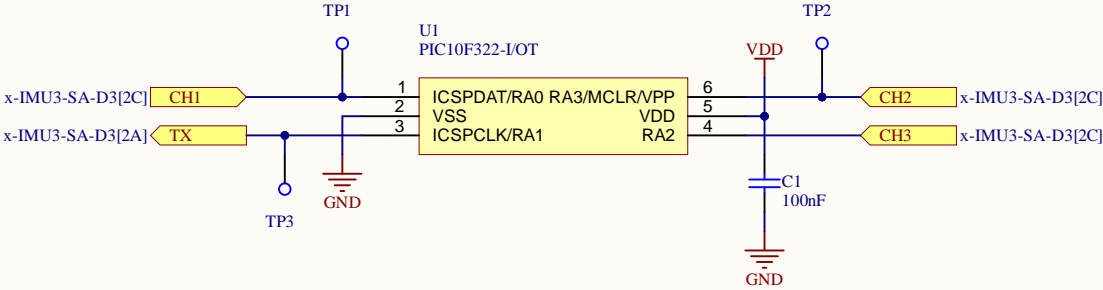 TP1
TP2
U1
PIC10F322-I/OT
VDD
x-IMU3-SA-D3[2C] CH1 1 ICSPDAT/RA0 RA3/MCLR/VPP 6 CH2 x-IMU3-SA-D3[2C]
2 VSS VDD 5
x-IMU3-SA-D3[2A] TX 3 ICSPCLK/RA1 RA2 4 CH3 x-IMU3-SA-D3[2C]
C1
100nF
GND
TP3
GND